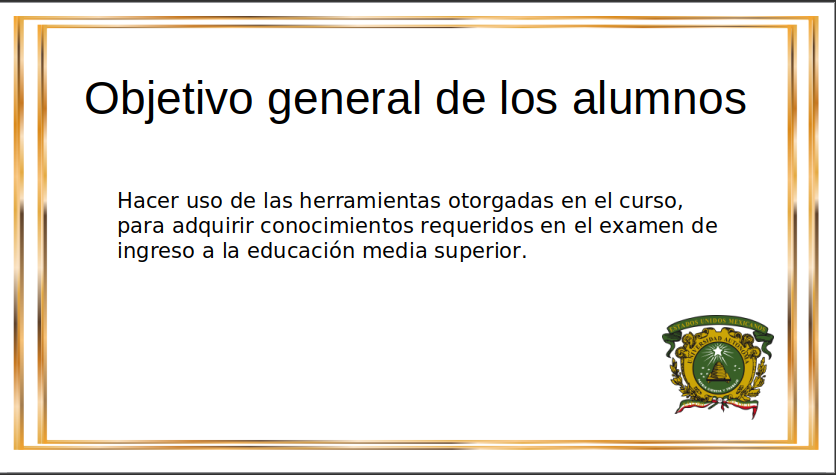 Objetivo general de los alumnos
Hacer uso de las herramientas otorgadas en el curso,
para adquirir conocimientos requeridos en el examen de
ingreso a la educación media superior.
ESTADOS UNIDOS MEXICANOS
UNIVERSIDAD AUTONOMA